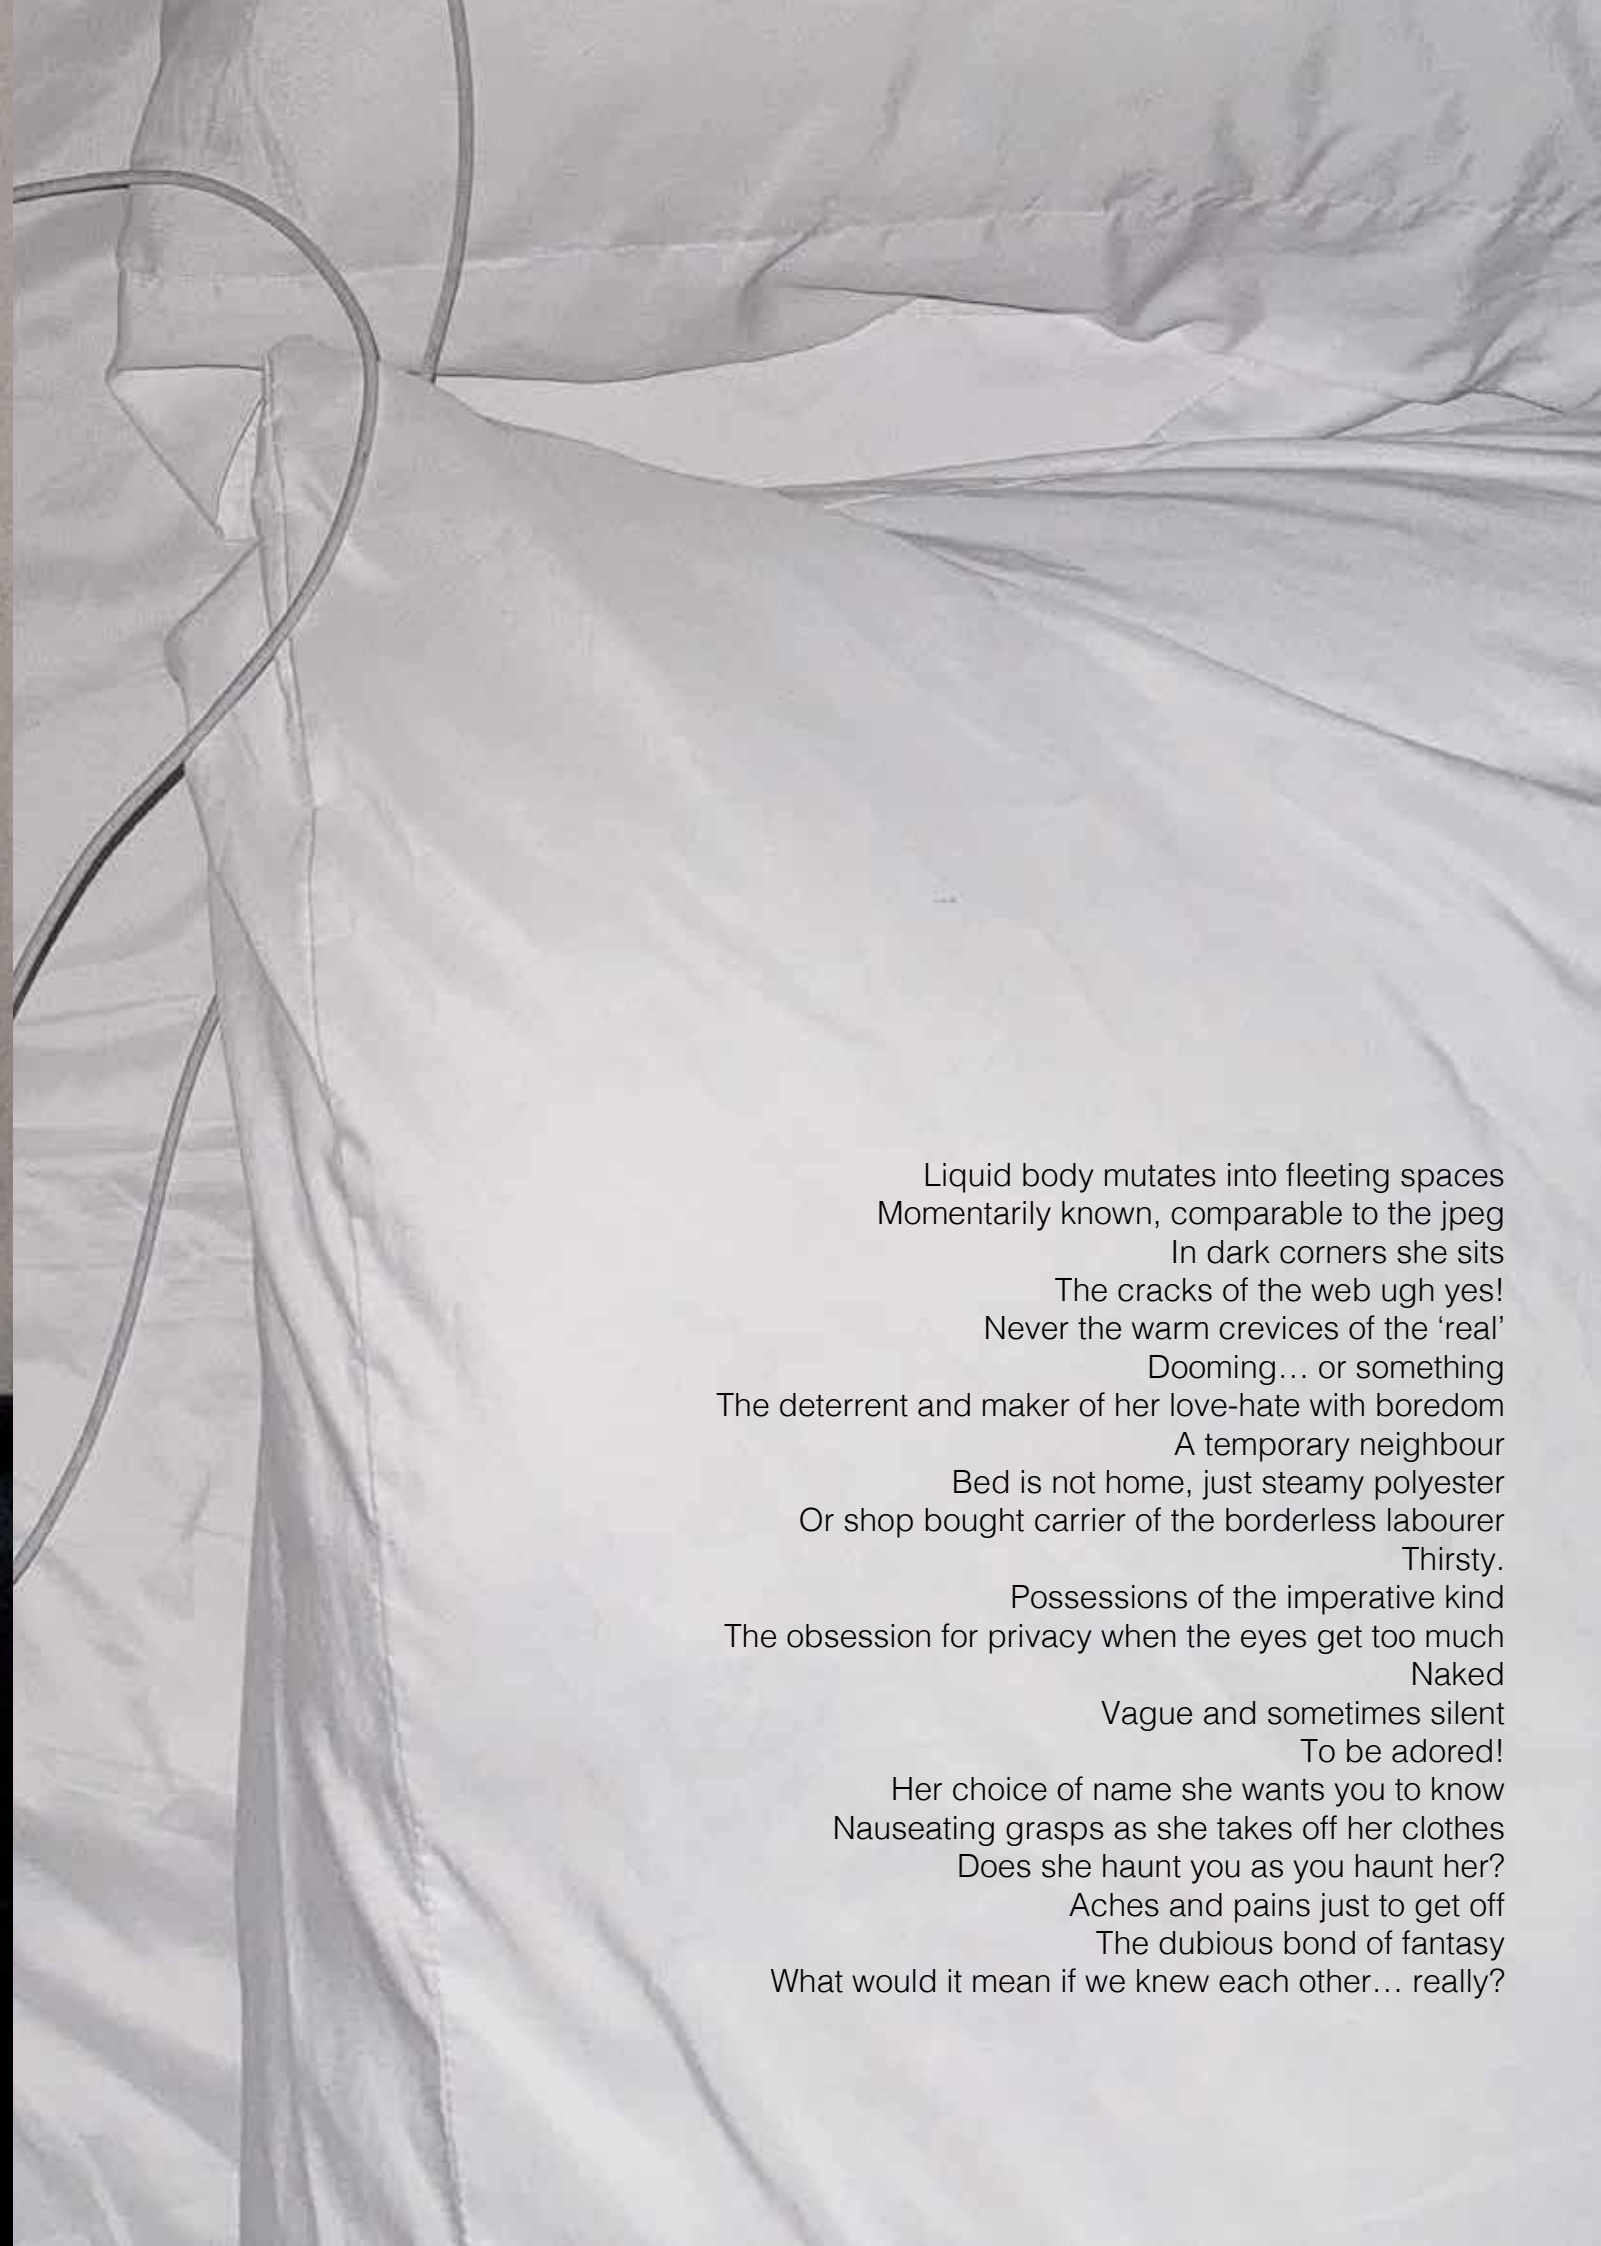 Liquid body mutates into fleeting spaces
Momentarily known, comparable to the jpeg
In dark corners she sits
The cracks of the web ugh yes!
Never the warm crevices of the ‘real’
Dooming… or something
The deterrent and maker of her love-hate with boredom
A temporary neighbour
Bed is not home, just steamy polyester
Or shop bought carrier of the borderless labourer
Thirsty.
Possessions of the imperative kind
The obsession for privacy when the eyes get too much
Naked
Vague and sometimes silent
To be adored!
Her choice of name she wants you to know
Nauseating grasps as she takes off her clothes
Does she haunt you as you haunt her?
Aches and pains just to get off
The dubious bond of fantasy
What would it mean if we knew each other… really?